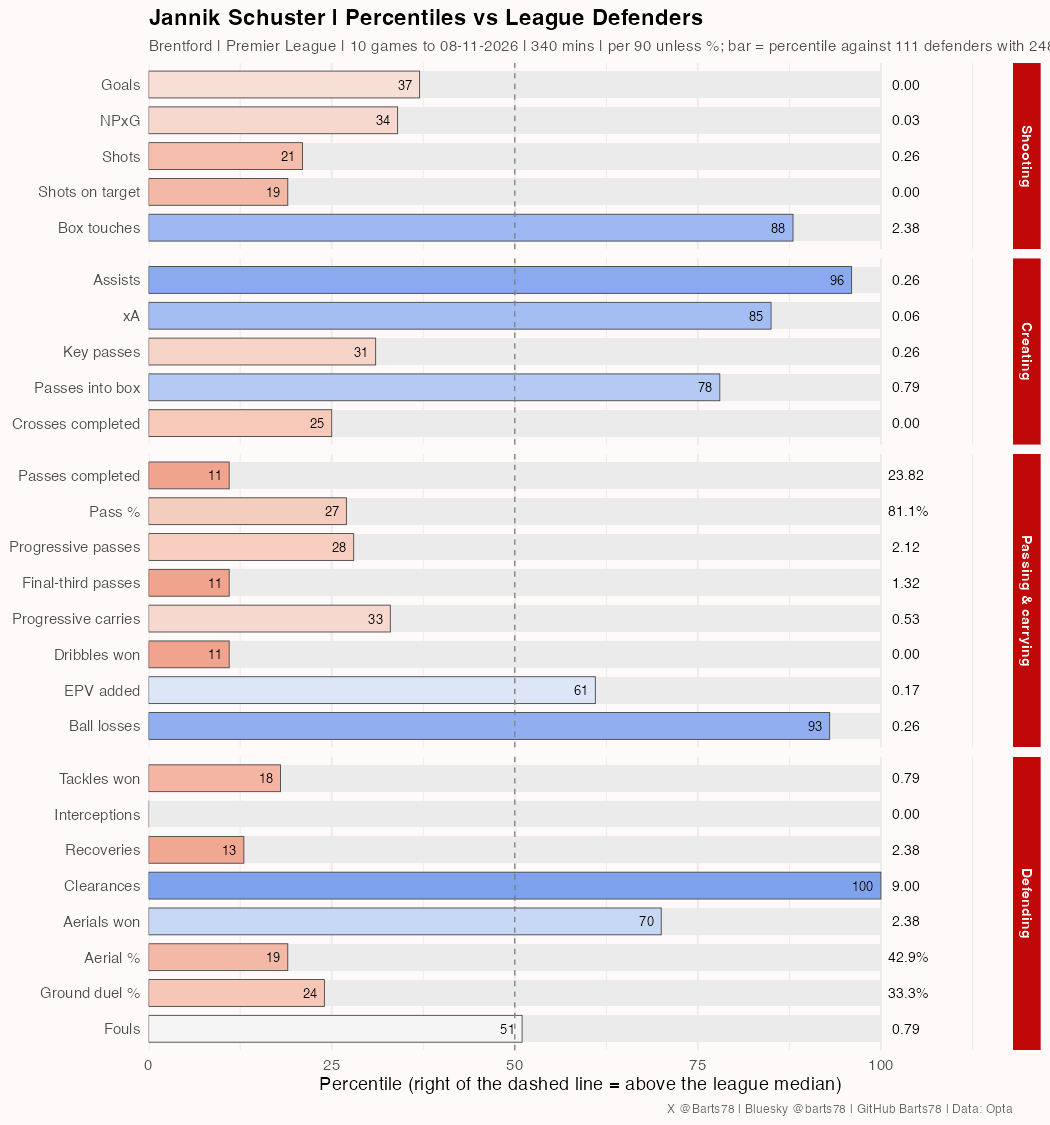 Jannik Schuster | Percentiles vs League Defenders
Brentford | Premier League | 10 games to 08-11-2026 | 340 mins | per 90 unless %; bar = percentile against 111 defenders with 248
Goals 37 0.00
NPxG 34 0.03
Shots 21 0.26
Shots on target 19 0.00
Box touches 88 2.38
Shooting
Assists 96 0.26
xA 85 0.06
Key passes 31 0.26
Passes into box 78 0.79
Crosses completed 25 0.00
Creating
Passes completed 11 23.82
Pass % 27 81.1%
Progressive passes 28 2.12
Final-third passes 11 1.32
Progressive carries 33 0.53
Dribbles won 11 0.00
EPV added 61 0.17
Ball losses 93 0.26
Passing & carrying
Tackles won 18 0.79
Interceptions 0.00
Recoveries 13 2.38
Clearances 100 9.00
Aerials won 70 2.38
Aerial % 19 42.9%
Ground duel % 24 33.3%
Fouls 51 0.79
Defending
0 25 50 75 100
Percentile (right of the dashed line = above the league median)
X @Barts78 | Bluesky @barts78 | GitHub Barts78 | Data: Opta